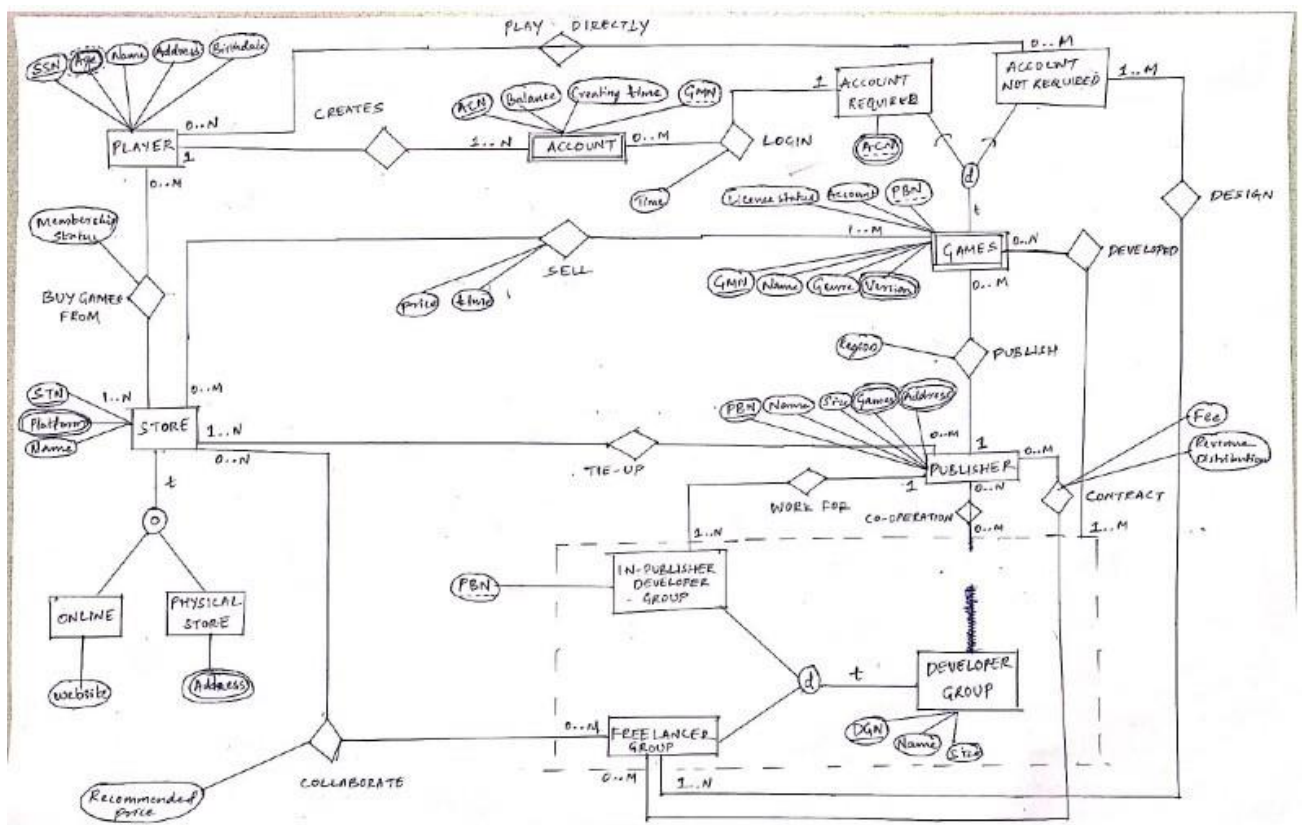 PLAY DIRECTLY
SSN
Age
Name
Address
Birthdate
0..M
ACCOUNT
NOT REQUIRED
1..M
1
ACCOUNT
REQUIRED
ACN
Balance
Creating time
GMN
0..N
CREATES
PLAYER
1
1..N
ACCOUNT
0..M
LOGIN
ACN
d
0..M
Time
License status
Account
PBN
t
DESIGN
Membership
Status
1..M
GAMES
0..N
DEVELOPED
SELL
BUY GAMES
FROM
Price
time
GMN
Name
Genre
Version
0..M
Region
PUBLISH
STN
Platform
Name
1..N
0..M
STORE
1..N
0..N
PBN
Name
Size
Games
Address
Fee
Revenue
Distribution
TIE-UP
0..M
1
PUBLISHER
0..M
1
0..N
CONTRACT
WORK FOR
CO-OPERATION
0..M
1..M
t
o
1..N
PBN
IN-PUBLISHER
DEVELOPER
GROUP
ONLINE
PHYSICAL
STORE
Website
Address
d
t
DEVELOPER
GROUP
DGN
Name
Size
0..M
FREELANCER
GROUP
COLLABORATE
0..M
1..N
Recommended
price